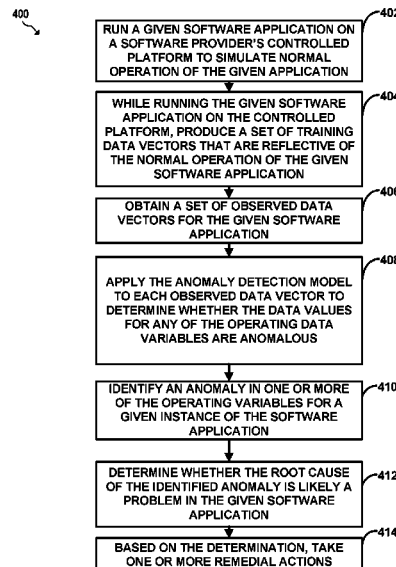 400
402
RUN A GIVEN SOFTWARE APPLICATION ON
A SOFTWARE PROVIDER'S CONTROLLED
PLATFORM TO SIMULATE NORMAL
OPERATION OF THE GIVEN APPLICATION
404
WHILE RUNNING THE GIVEN SOFTWARE
APPLICATION ON THE CONTROLLED
PLATFORM, PRODUCE A SET OF TRAINING
DATA VECTORS THAT ARE REFLECTIVE OF
THE NORMAL OPERATION OF THE GIVEN
SOFTWARE APPLICATION
406
OBTAIN A SET OF OBSERVED DATA
VECTORS FOR THE GIVEN SOFTWARE
APPLICATION
408
APPLY THE ANOMALY DETECTION MODEL
TO EACH OBSERVED DATA VECTOR TO
DETERMINE WHETHER THE DATA VALUES
FOR ANY OF THE OPERATING DATA
VARIABLES ARE ANOMALOUS
410
IDENTIFY AN ANOMALY IN ONE OR MORE
OF THE OPERATING VARIABLES FOR A
GIVEN INSTANCE OF THE SOFTWARE
APPLICATION
412
DETERMINE WHETHER THE ROOT CAUSE
OF THE IDENTIFIED ANOMALY IS LIKELY A
PROBLEM IN THE GIVEN SOFTWARE
APPLICATION
414
BASED ON THE DETERMINATION, TAKE
ONE OR MORE REMEDIAL ACTIONS